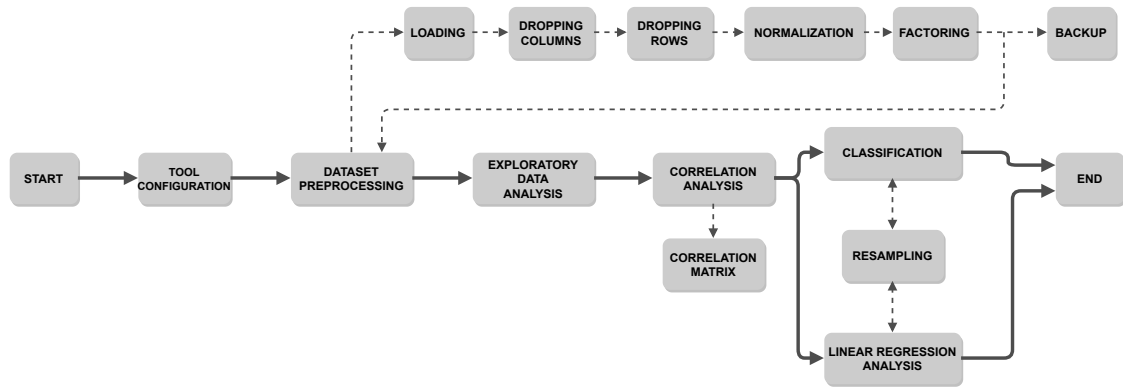 LOADING
DROPPING
COLUMNS
DROPPING
ROWS
NORMALIZATION
FACTORING
BACKUP
START
TOOL
CONFIGURATION
DATASET
PREPROCESSING
EXPLORATORY
DATA
ANALYSIS
CORRELATION
ANALYSIS
CLASSIFICATION
END
CORRELATION
MATRIX
RESAMPLING
LINEAR REGRESSION
ANALYSIS